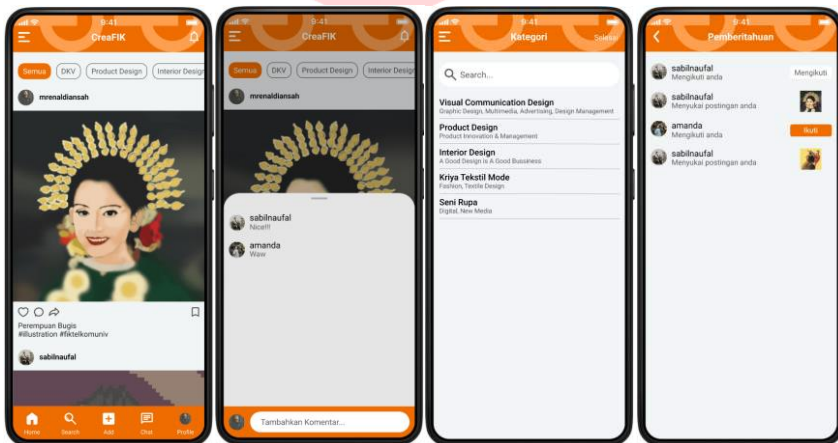 9:41
CreaFIK
Semua
DKV
Product Design
Interior Desig
mrenaldiansah
Perempuan Bugis
#illustration #fiktelkomuniv
sabilnaufal
Home
Search
Add
Chat
Profile
9:41
CreaFIK
Semua
DKV
Product Design
Interior Desig
mrenaldiansah
sabilnaufal
Nice!!!
amanda
Waw
Tambahkan Komentar...
9:41
Kategori
Selesai
Search...
Visual Communication Design
Graphic Design, Multimedia, Advertising, Design Management
Product Design
Product Innovation & Management
Interior Design
A Good Design is A Good Bussiness
Kriya Tekstil Mode
Fashion, Textile Design
Seni Rupa
Digital, New Media
9:41
Pemberitahuan
sabilnaufal
Mengikuti anda
Mengikuti
sabilnaufal
Menyukai postingan anda
amanda
Mengikuti anda
Ikuti
sabilnaufal
Menyukai postingan anda